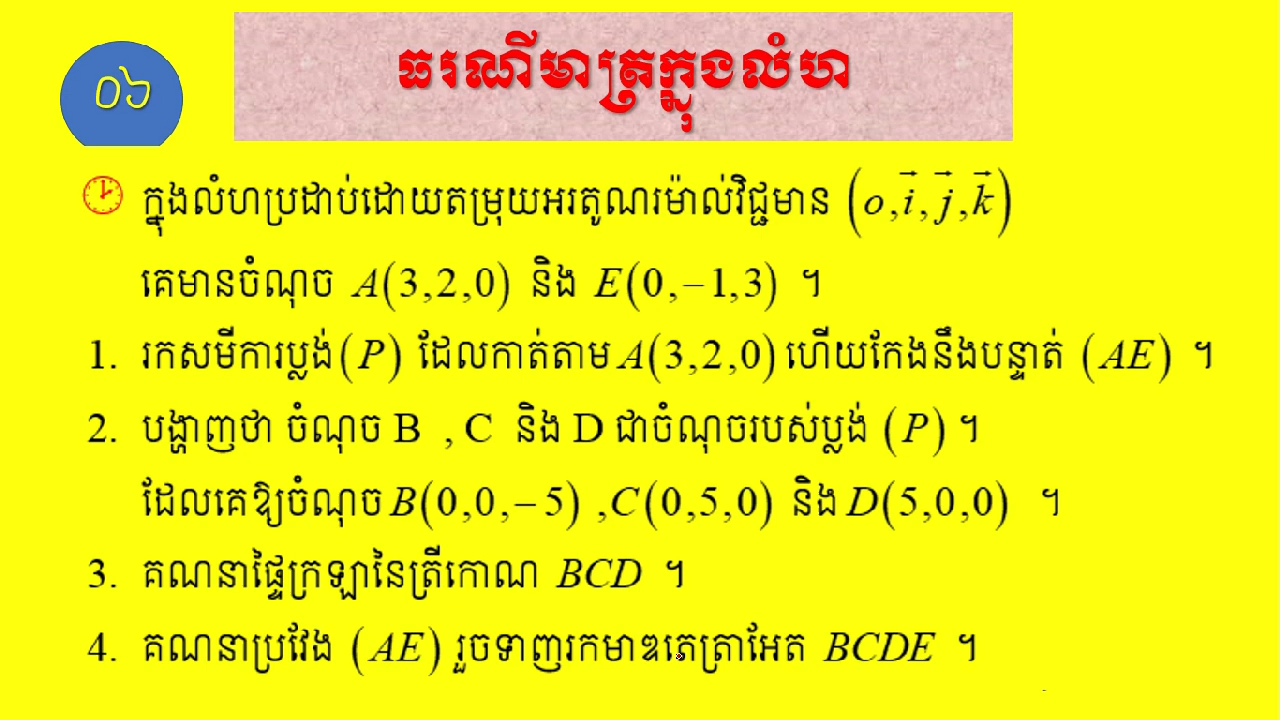 ០៦
ធរណីមាត្រក្នុងលំហ
ក្នុងលំហប្រដាប់ដោយតម្រុយអរតូណរម៉ាល់វិជ្ជមាន (o,i⃗,j⃗,k⃗)
គេមានចំណុច A(3,2,0) និង E(0,−1,3) ។
1. រកសមីការប្លង់(P) ដែលកាត់តាមA(3,2,0)ហើយកែងនឹងបន្ទាត់ (AE) ។
2. បង្ហាញថា ចំណុច B , C និង D ជាចំណុចរបស់ប្លង់ (P) ។
ដែលគេឱ្យចំណុចB(0,0,−5) ,C(0,5,0) និងD(5,0,0) ។
3. គណនាផ្ទៃក្រឡានៃត្រីកោណ BCD ។
4. គណនាប្រវែង (AE) រួចទាញរកមាឌតេត្រាអែត BCDE ។